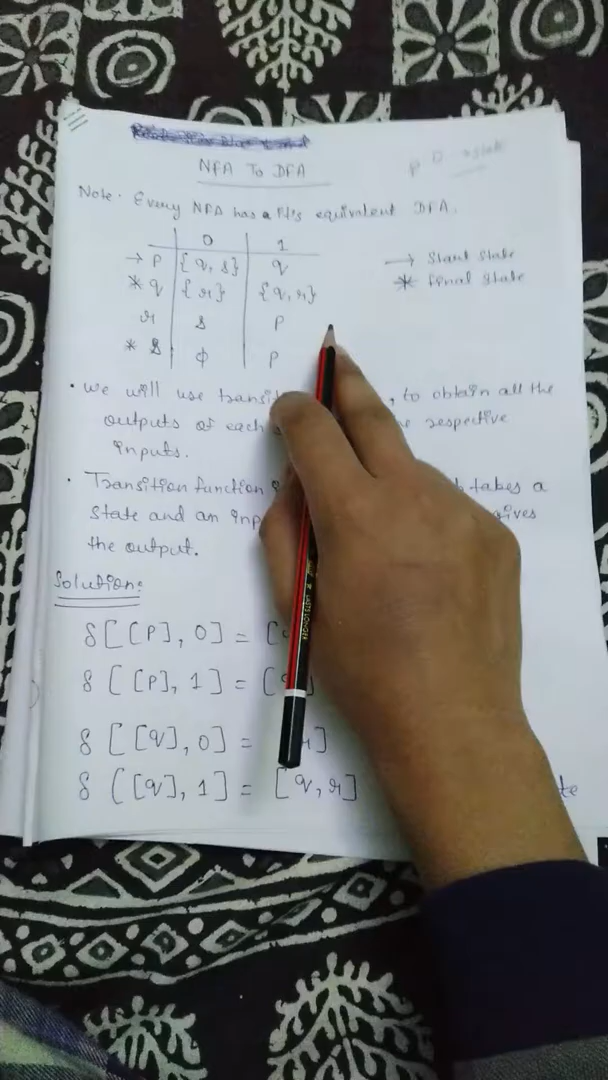 NFA To DFA
Note: Every NFA has a it's equivalent DFA.
0 1
→ P {q, s} q
* q {r} {q, r}
r s P
* s ϕ P
→ Start State
* Final State
• we will use transit , to obtain all the
outputs of each respective
inputs.
• Transition function takes a
State and an inp gives
the output.
Solution:
δ[[P], 0] = [
δ[[P], 1] = [q]
δ[[q], 0] = r]
δ([q], 1] = [q, r]